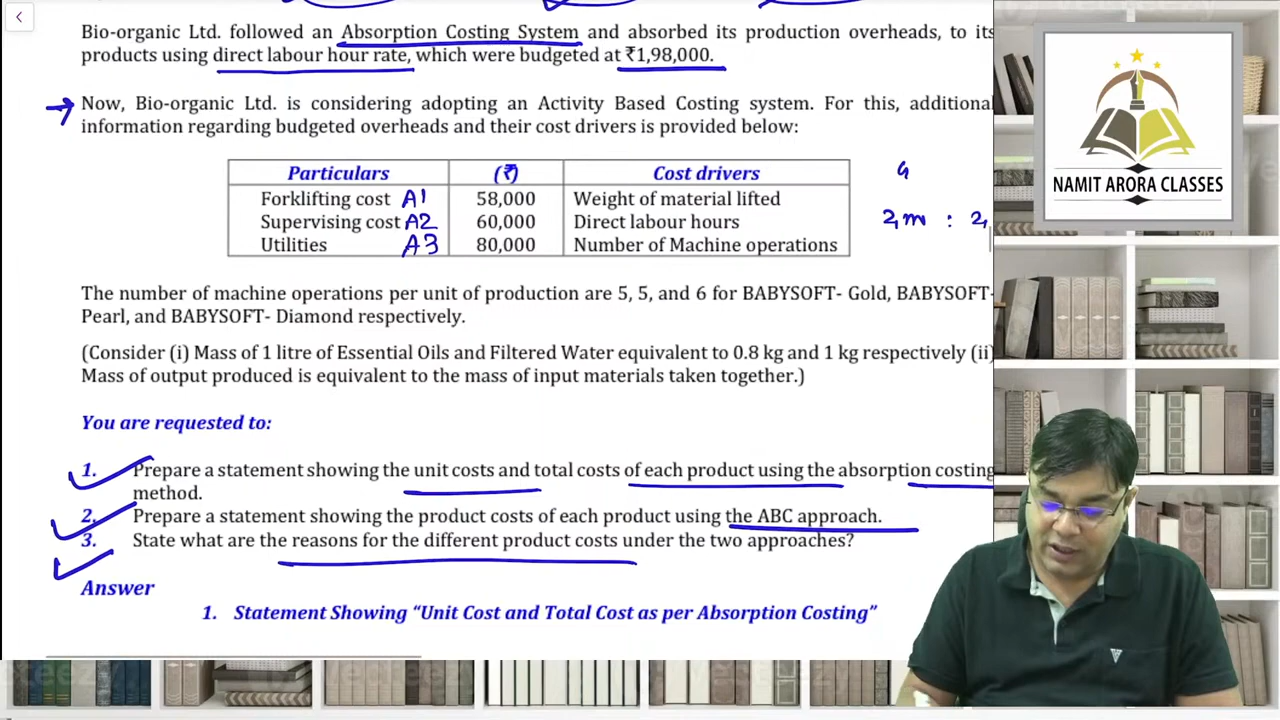 Bio-organic Ltd. followed an Absorption Costing System and absorbed its production overheads, to its
products using direct labour hour rate, which were budgeted at ₹1,98,000.
Now, Bio-organic Ltd. is considering adopting an Activity Based Costing system. For this, additional
information regarding budgeted overheads and their cost drivers is provided below:
Particulars (₹) Cost drivers
Forklifting cost A1 58,000 Weight of material lifted
Supervising cost A2 60,000 Direct labour hours
Utilities A3 80,000 Number of Machine operations
G
2m : 2
NAMIT ARORA CLASSES
The number of machine operations per unit of production are 5, 5, and 6 for BABYSOFT- Gold, BABYSOFT-
Pearl, and BABYSOFT- Diamond respectively.
(Consider (i) Mass of 1 litre of Essential Oils and Filtered Water equivalent to 0.8 kg and 1 kg respectively (ii)
Mass of output produced is equivalent to the mass of input materials taken together.)
You are requested to:
1. Prepare a statement showing the unit costs and total costs of each product using the absorption costing
method.
2. Prepare a statement showing the product costs of each product using the ABC approach.
3. State what are the reasons for the different product costs under the two approaches?
Answer
1. Statement Showing “Unit Cost and Total Cost as per Absorption Costing”